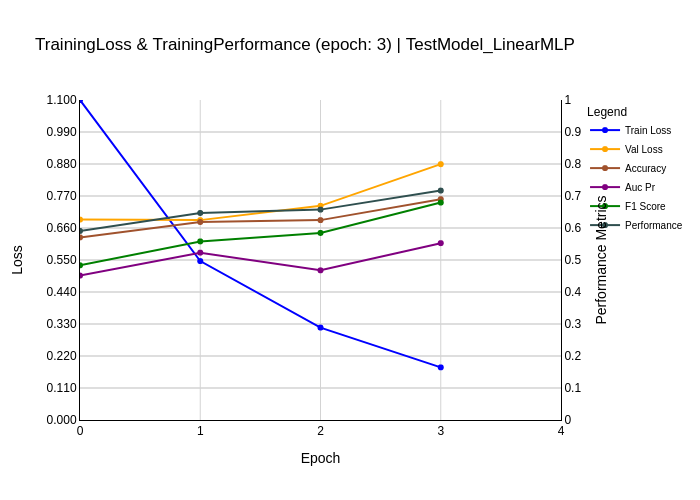 TrainingLoss & TrainingPerformance (epoch: 3) | TestModel_LinearMLP
1.100
0.990
0.880
0.770
0.660
0.550
0.440
0.330
0.220
0.110
0.000
Loss
0
1
2
3
4
Epoch
1
0.9
0.8
0.7
0.6
0.5
0.4
0.3
0.2
0.1
0
Performance Metrics
Legend
Train Loss
Val Loss
Accuracy
Auc Pr
F1 Score
Performance